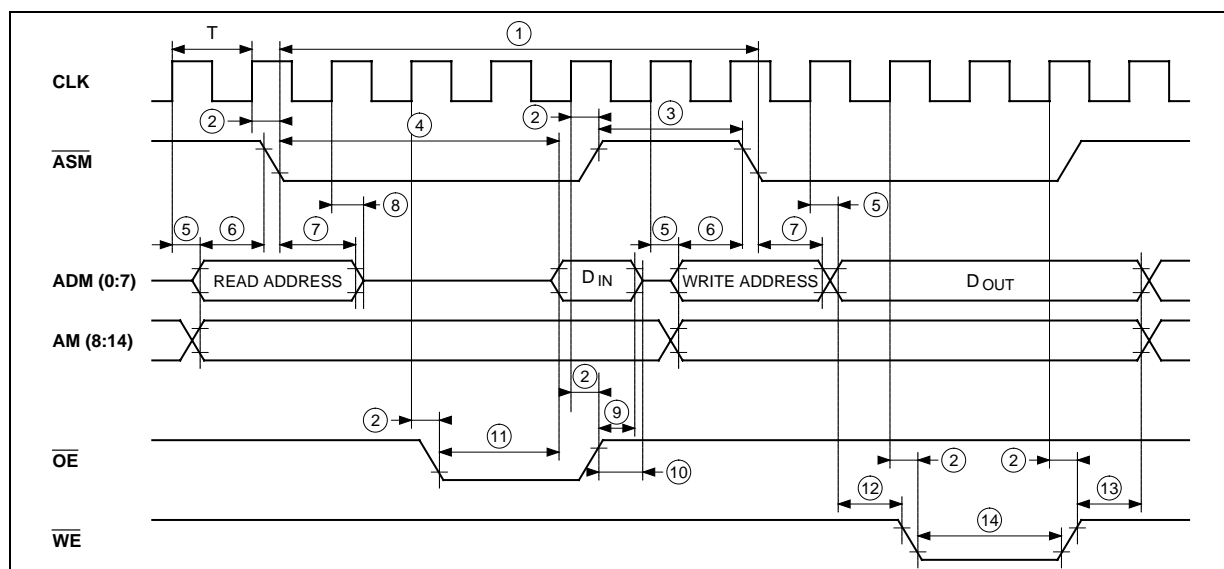 T ①
CLK
② ④ ② ③
ASM
⑧ ⑤
⑤ ⑥ ⑦ ⑤ ⑥ ⑦
ADM (0:7) READ ADDRESS D IN WRITE ADDRESS D OUT
AM (8:14)
②
② ⑪ ⑨
OE ⑩ ② ②
⑫ ⑬
WE ⑭